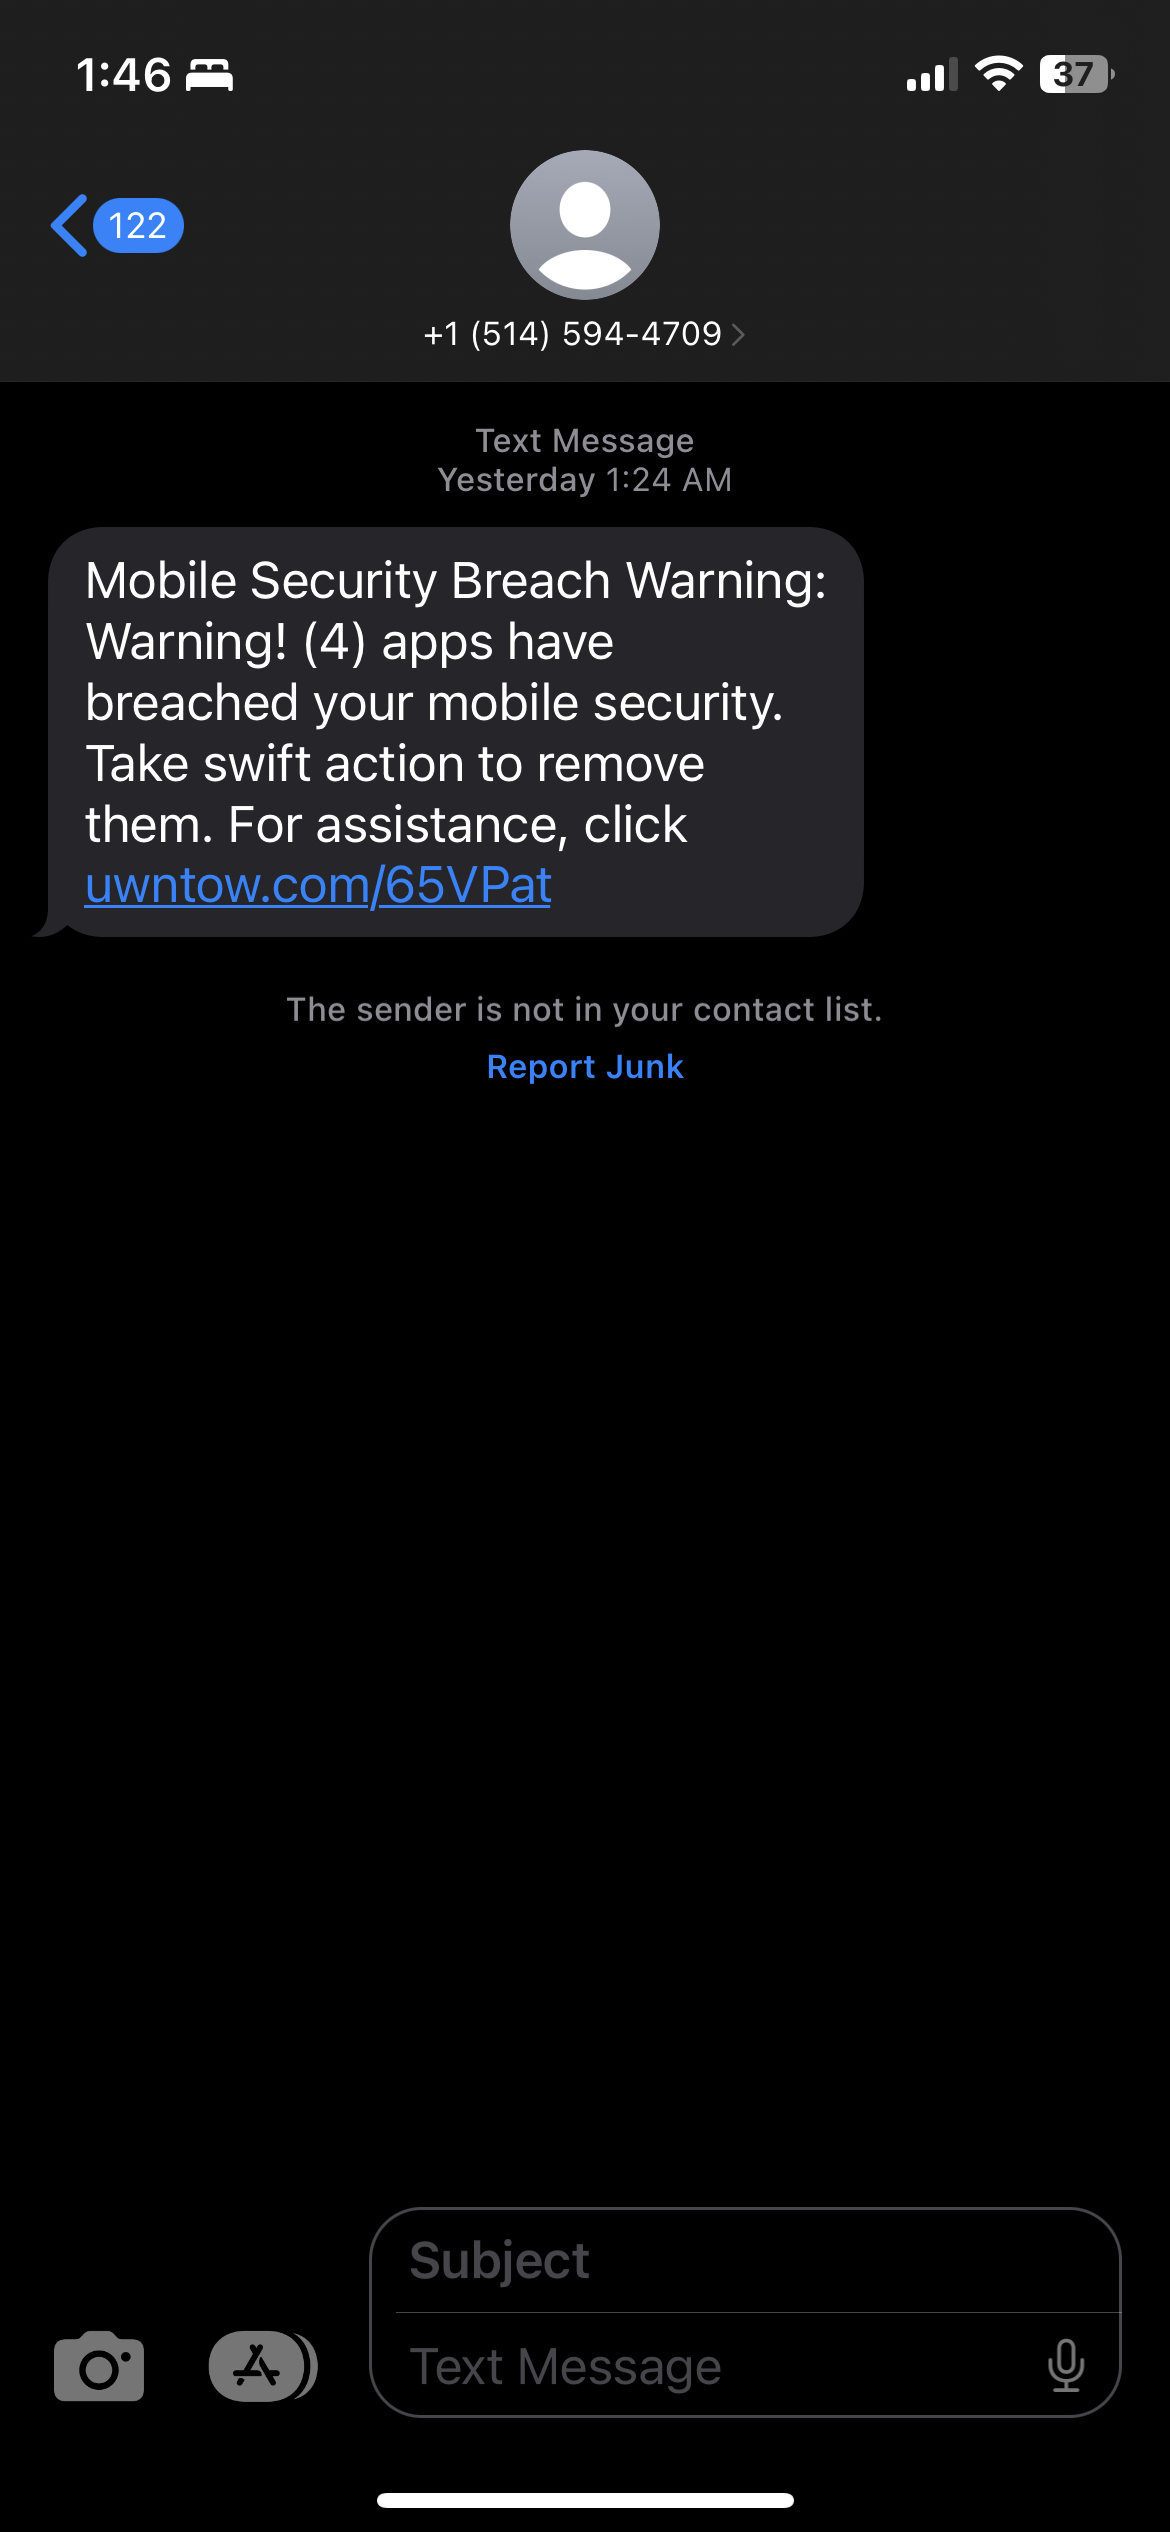 1:46
37
122
+1 (514) 594-4709
Text Message
Yesterday 1:24 AM
Mobile Security Breach Warning:
Warning! (4) apps have
breached your mobile security.
Take swift action to remove
them. For assistance, click
uwntow.com/65VPat
The sender is not in your contact list.
Report Junk
Subject
Text Message